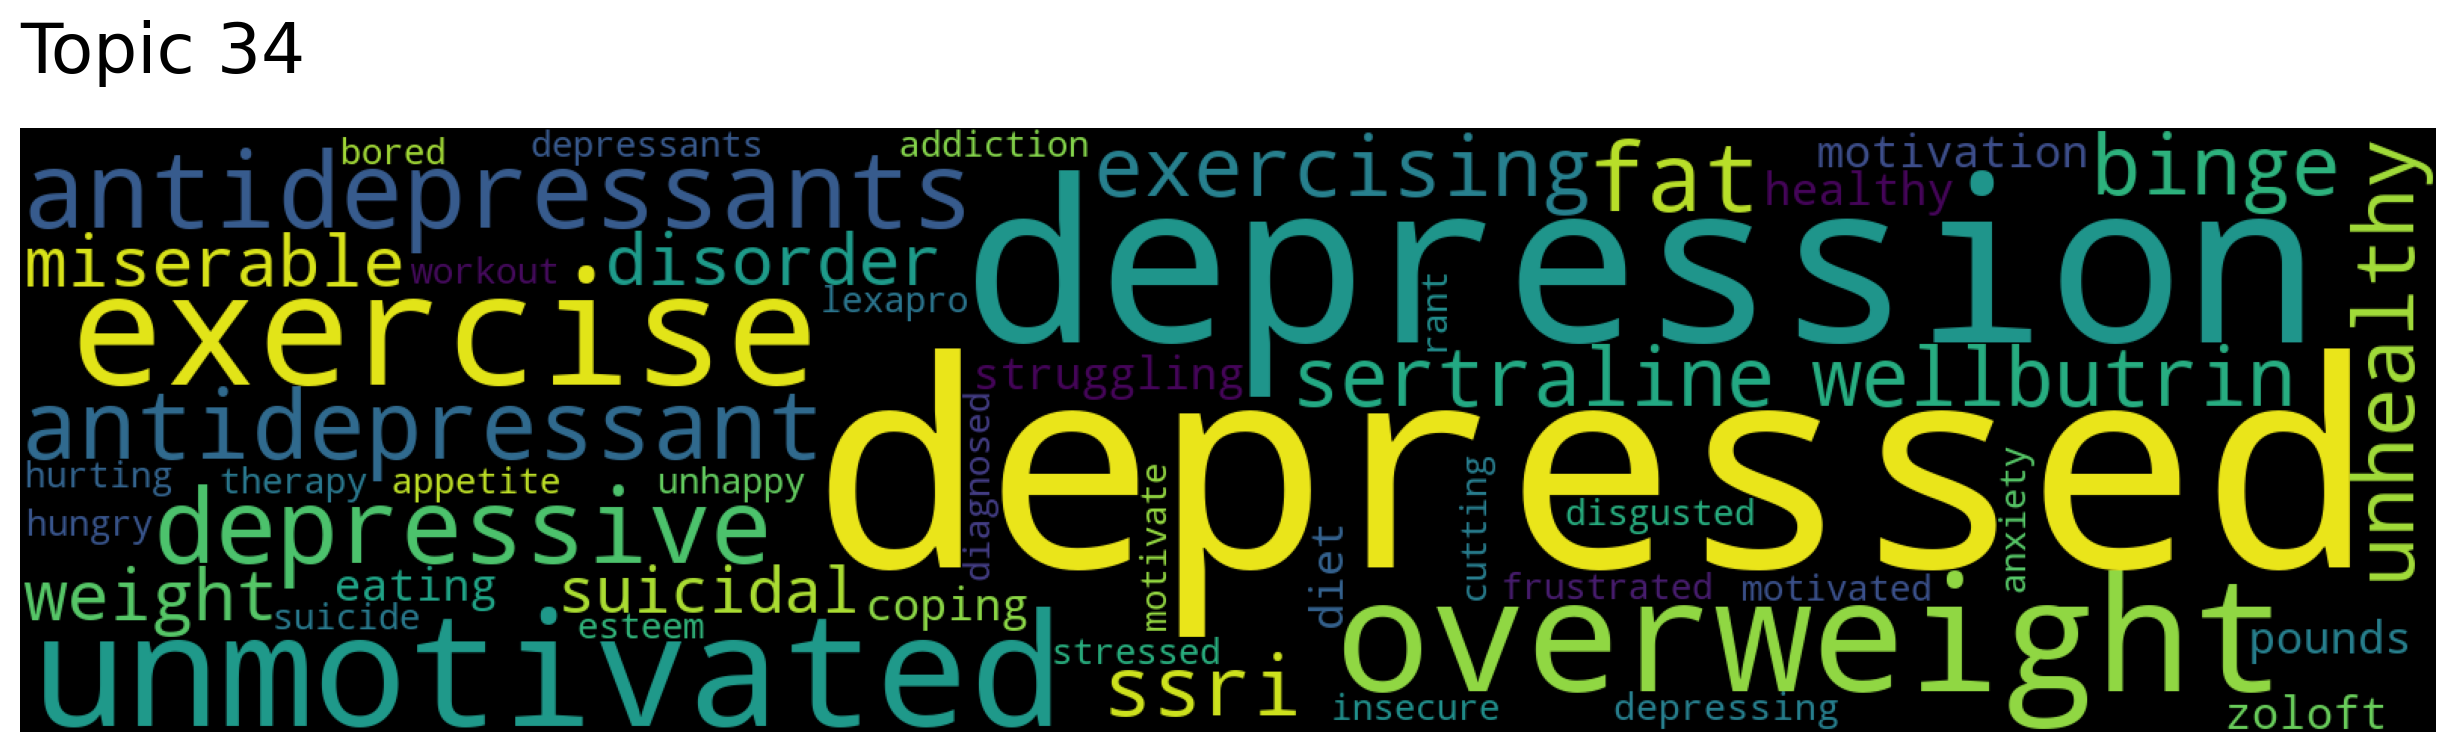 Topic 34
bored
depressants
addiction
antidepressants
exercising
fat
motivation
healthy
binge
unhealthy
miserable
workout
disorder
lexapro
depression
rant
exercise
struggling
sertraline
wellbutrin
antidepressant
depressed
diagnosed
motivate
hurting
therapy
appetite
unhappy
hungry
depressive
cutting
disgusted
anxiety
diet
weight
eating
suicidal
coping
frustrated
motivated
suicide
esteem
unmotivated
stressed
ssri
overweight
pounds
insecure
depressing
zoloft